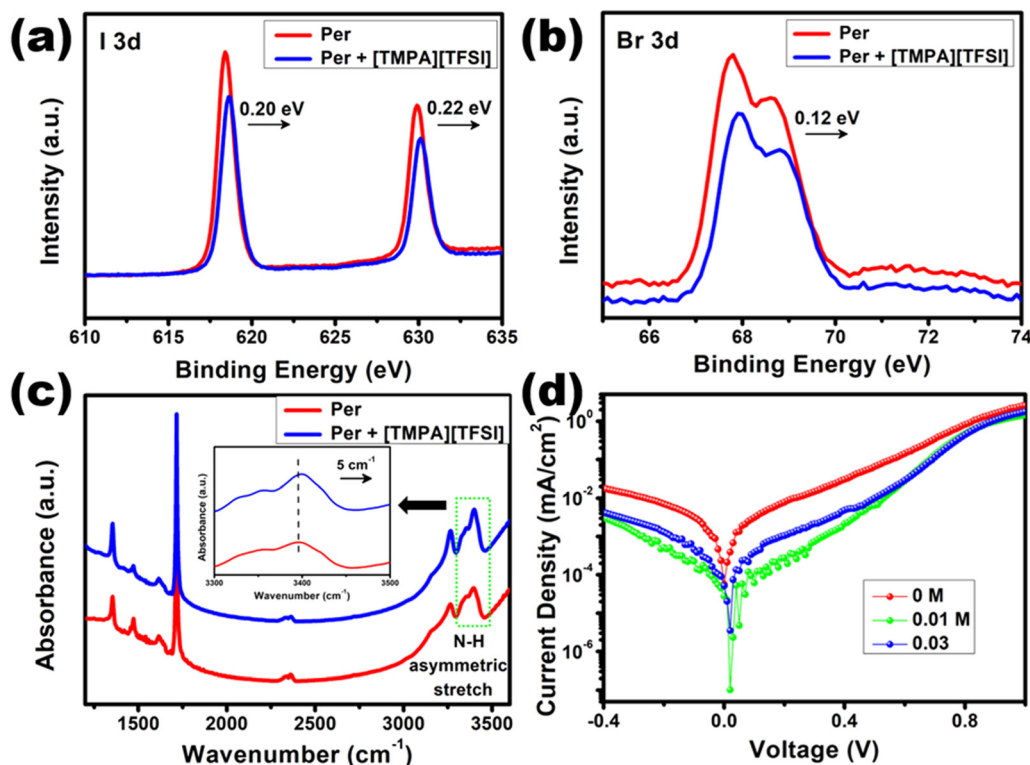 (a)
I 3d
Per
Per + [TMPA][TFSI]
0.20 eV
0.22 eV
Intensity (a.u.)
610 615 620 625 630 635
Binding Energy (eV)
(b)
Br 3d
Per
Per + [TMPA][TFSI]
0.12 eV
Intensity (a.u.)
66 68 70 72 74
Binding Energy (eV)
(c)
Per
Per + [TMPA][TFSI]
5 cm⁻¹
Absorbance (a.u.)
3300 3400 3500
Wavenumber (cm⁻¹)
N-H
asymmetric
stretch
Absorbance (a.u.)
1500 2000 2500 3000 3500
Wavenumber (cm⁻¹)
(d)
10⁰
10⁻²
10⁻⁴
10⁻⁶
Current Density (mA/cm²)
0 M
0.01 M
0.03
-0.4 0.0 0.4 0.8
Voltage (V)